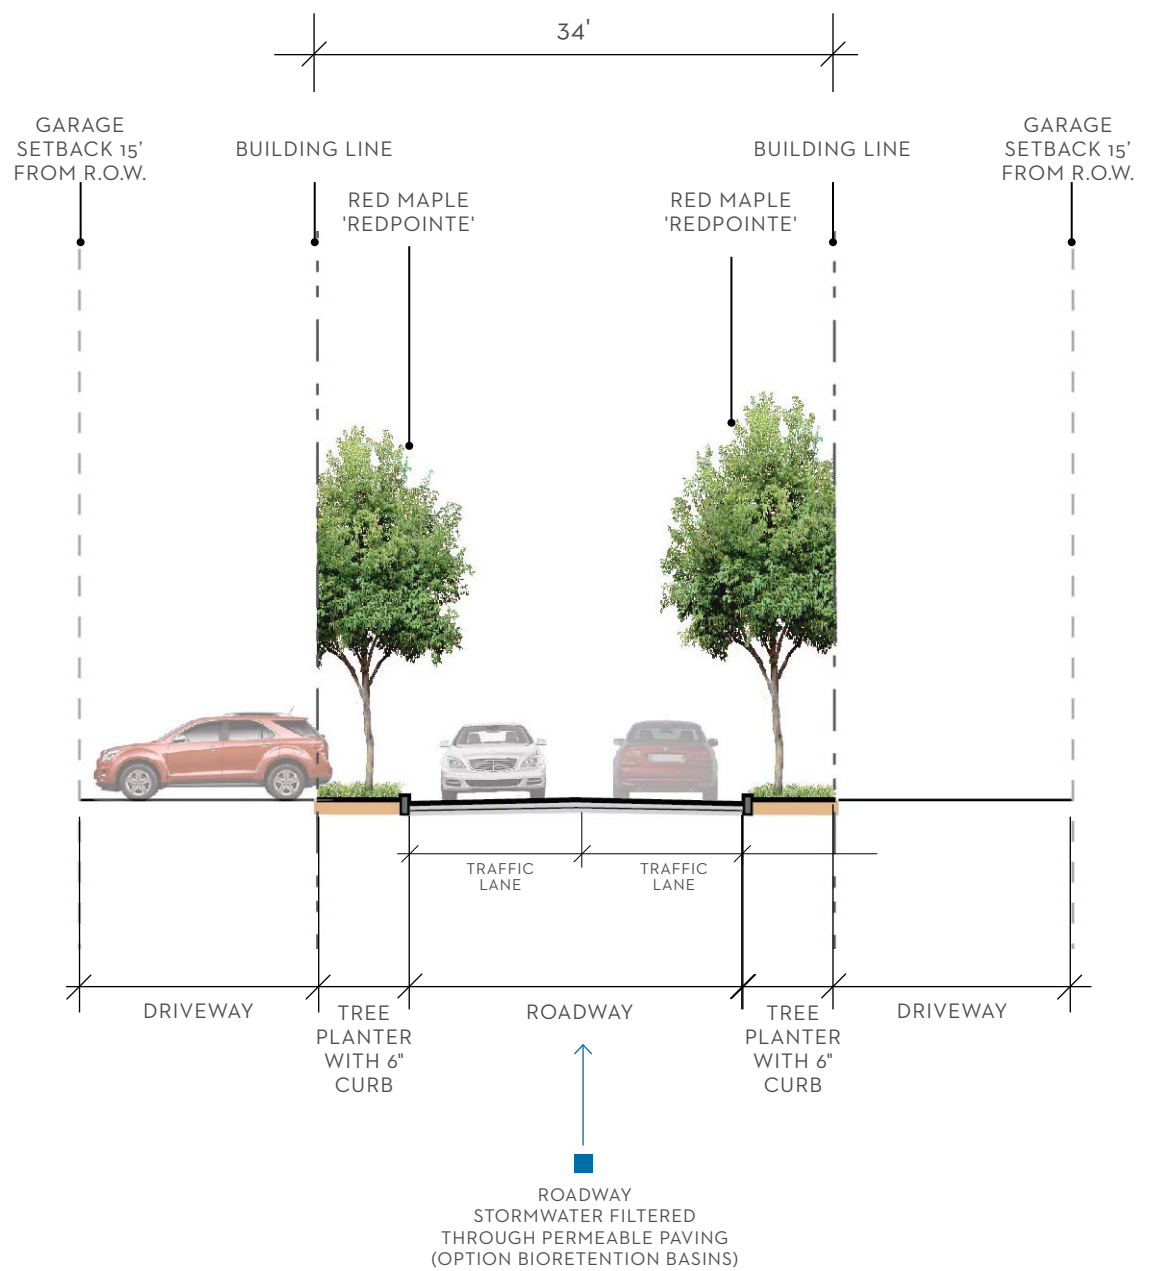 34'
GARAGE
SETBACK 15'
FROM R.O.W.
BUILDING LINE
BUILDING LINE
GARAGE
SETBACK 15'
FROM R.O.W.
RED MAPLE
'REDPOINTE'
RED MAPLE
'REDPOINTE'
TRAFFIC
LANE
TRAFFIC
LANE
DRIVEWAY
TREE
PLANTER
WITH 6"
CURB
ROADWAY
TREE
PLANTER
WITH 6"
CURB
DRIVEWAY
ROADWAY
STORMWATER FILTERED
THROUGH PERMEABLE PAVING
(OPTION BIORETENTION BASINS)